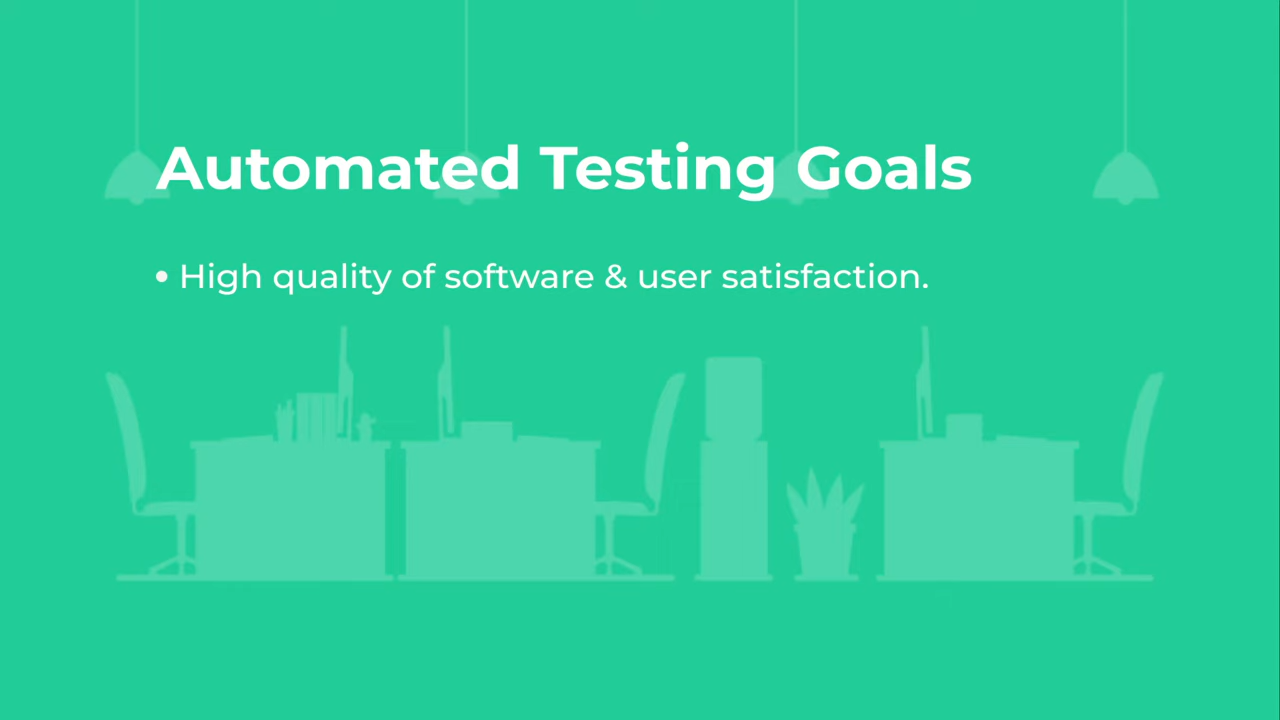 Automated Testing Goals
• High quality of software & user satisfaction.